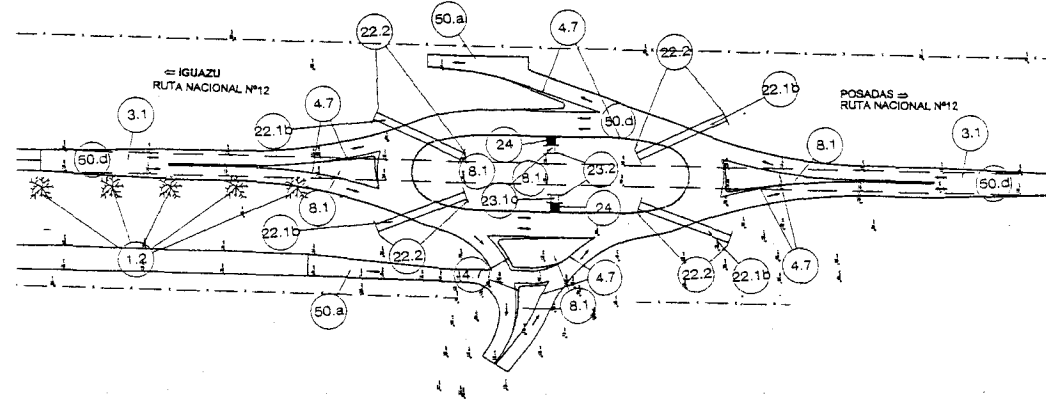 50.a
4.7
22.2
22.2
⇐ IGUAZU
RUTA NACIONAL Nº12
POSADAS ⇒
RUTA NACIONAL Nº12
22.1b
3.1
4.7
22.1b
50.d
24
8.1
3.1
50.d
8.1
8.1
23.2
50.d
8.1
23.1c
24
22.1b
1.2
22.2
4.7
4.7
22.2
22.1b
4.7
50.a
8.1